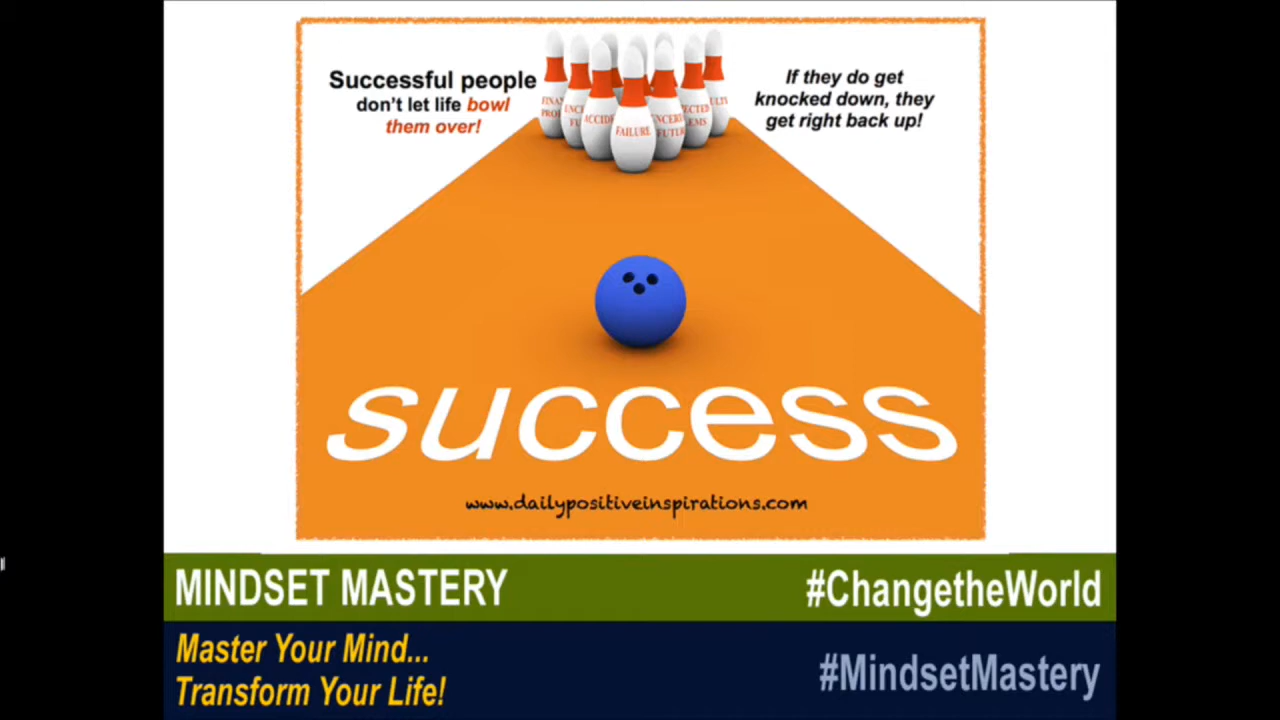 Successful people
don't let life bowl
them over!
If they do get
knocked down, they
get right back up!
FAILURE
success
www.dailypositiveinspirations.com
MINDSET MASTERY
#ChangetheWorld
Master Your Mind...
Transform Your Life!
#MindsetMastery